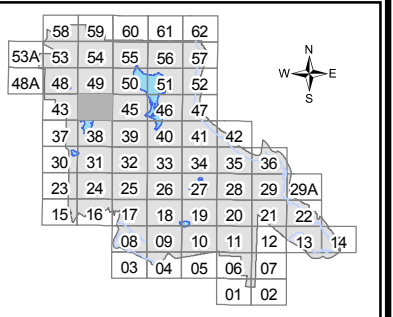 58 59 60 61 62
N
53A 53 54 55 56 57
W E
48A 48 49 50 51 52
S
43 45 46 47
37 38 39 40 41 42
30 31 32 33 34 35 36
23 24 25 26 27 28 29 29A
15 16 17 18 19 20 21 22
08 09 10 11 12 13 14
03 04 05 06 07
01 02